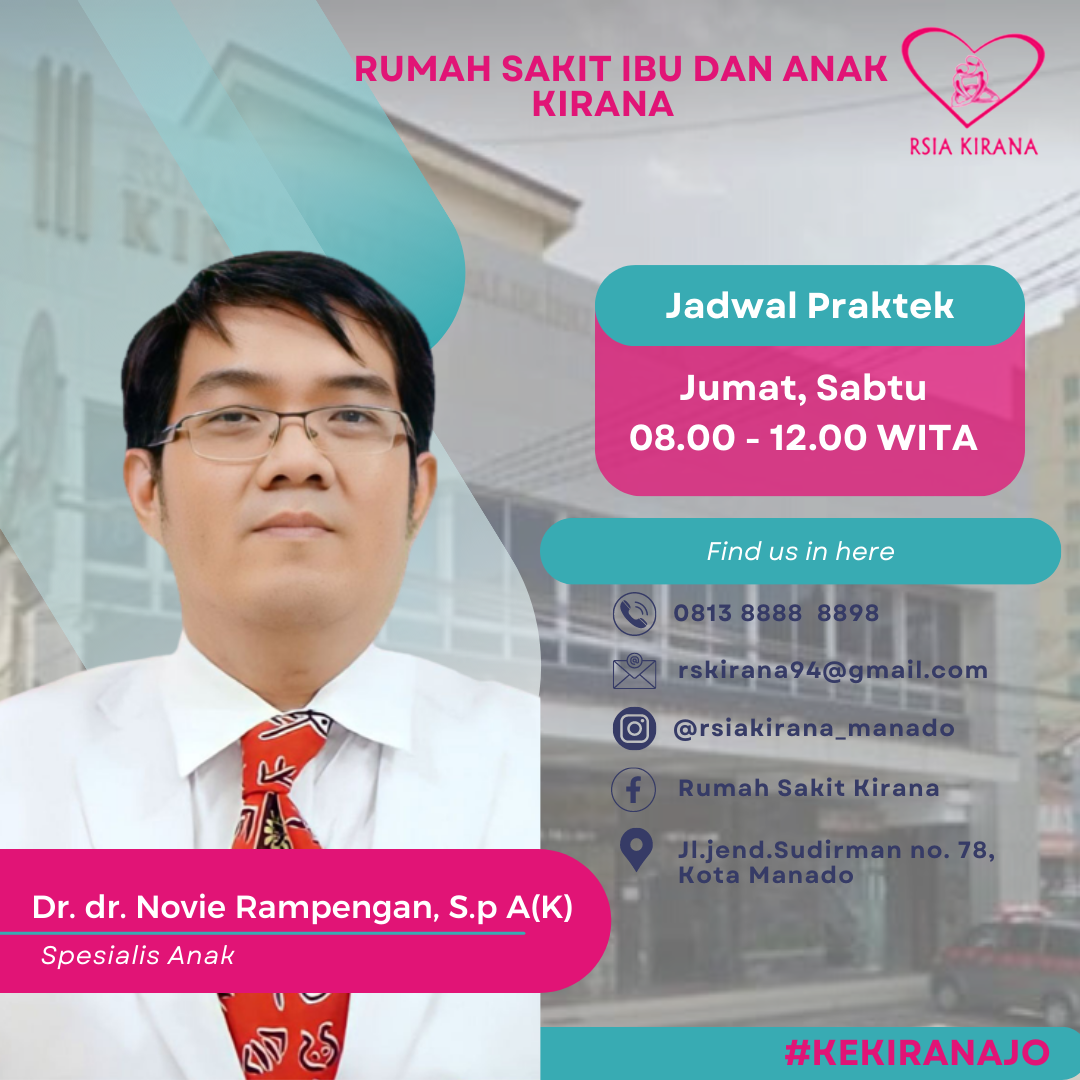 RUMAH SAKIT IBU DAN ANAK
KIRANA
RSIA KIRANA
Jadwal Praktek
Jumat, Sabtu
08.00 - 12.00 WITA
Find us in here
0813 8888 8898
rskirana94@gmail.com
@rsiakirana_manado
Rumah Sakit Kirana
Jl.jend.Sudirman no. 78,
Kota Manado
Dr. dr. Novie Rampengan, S.p A(K)
Spesialis Anak
#KEKIRANAJO